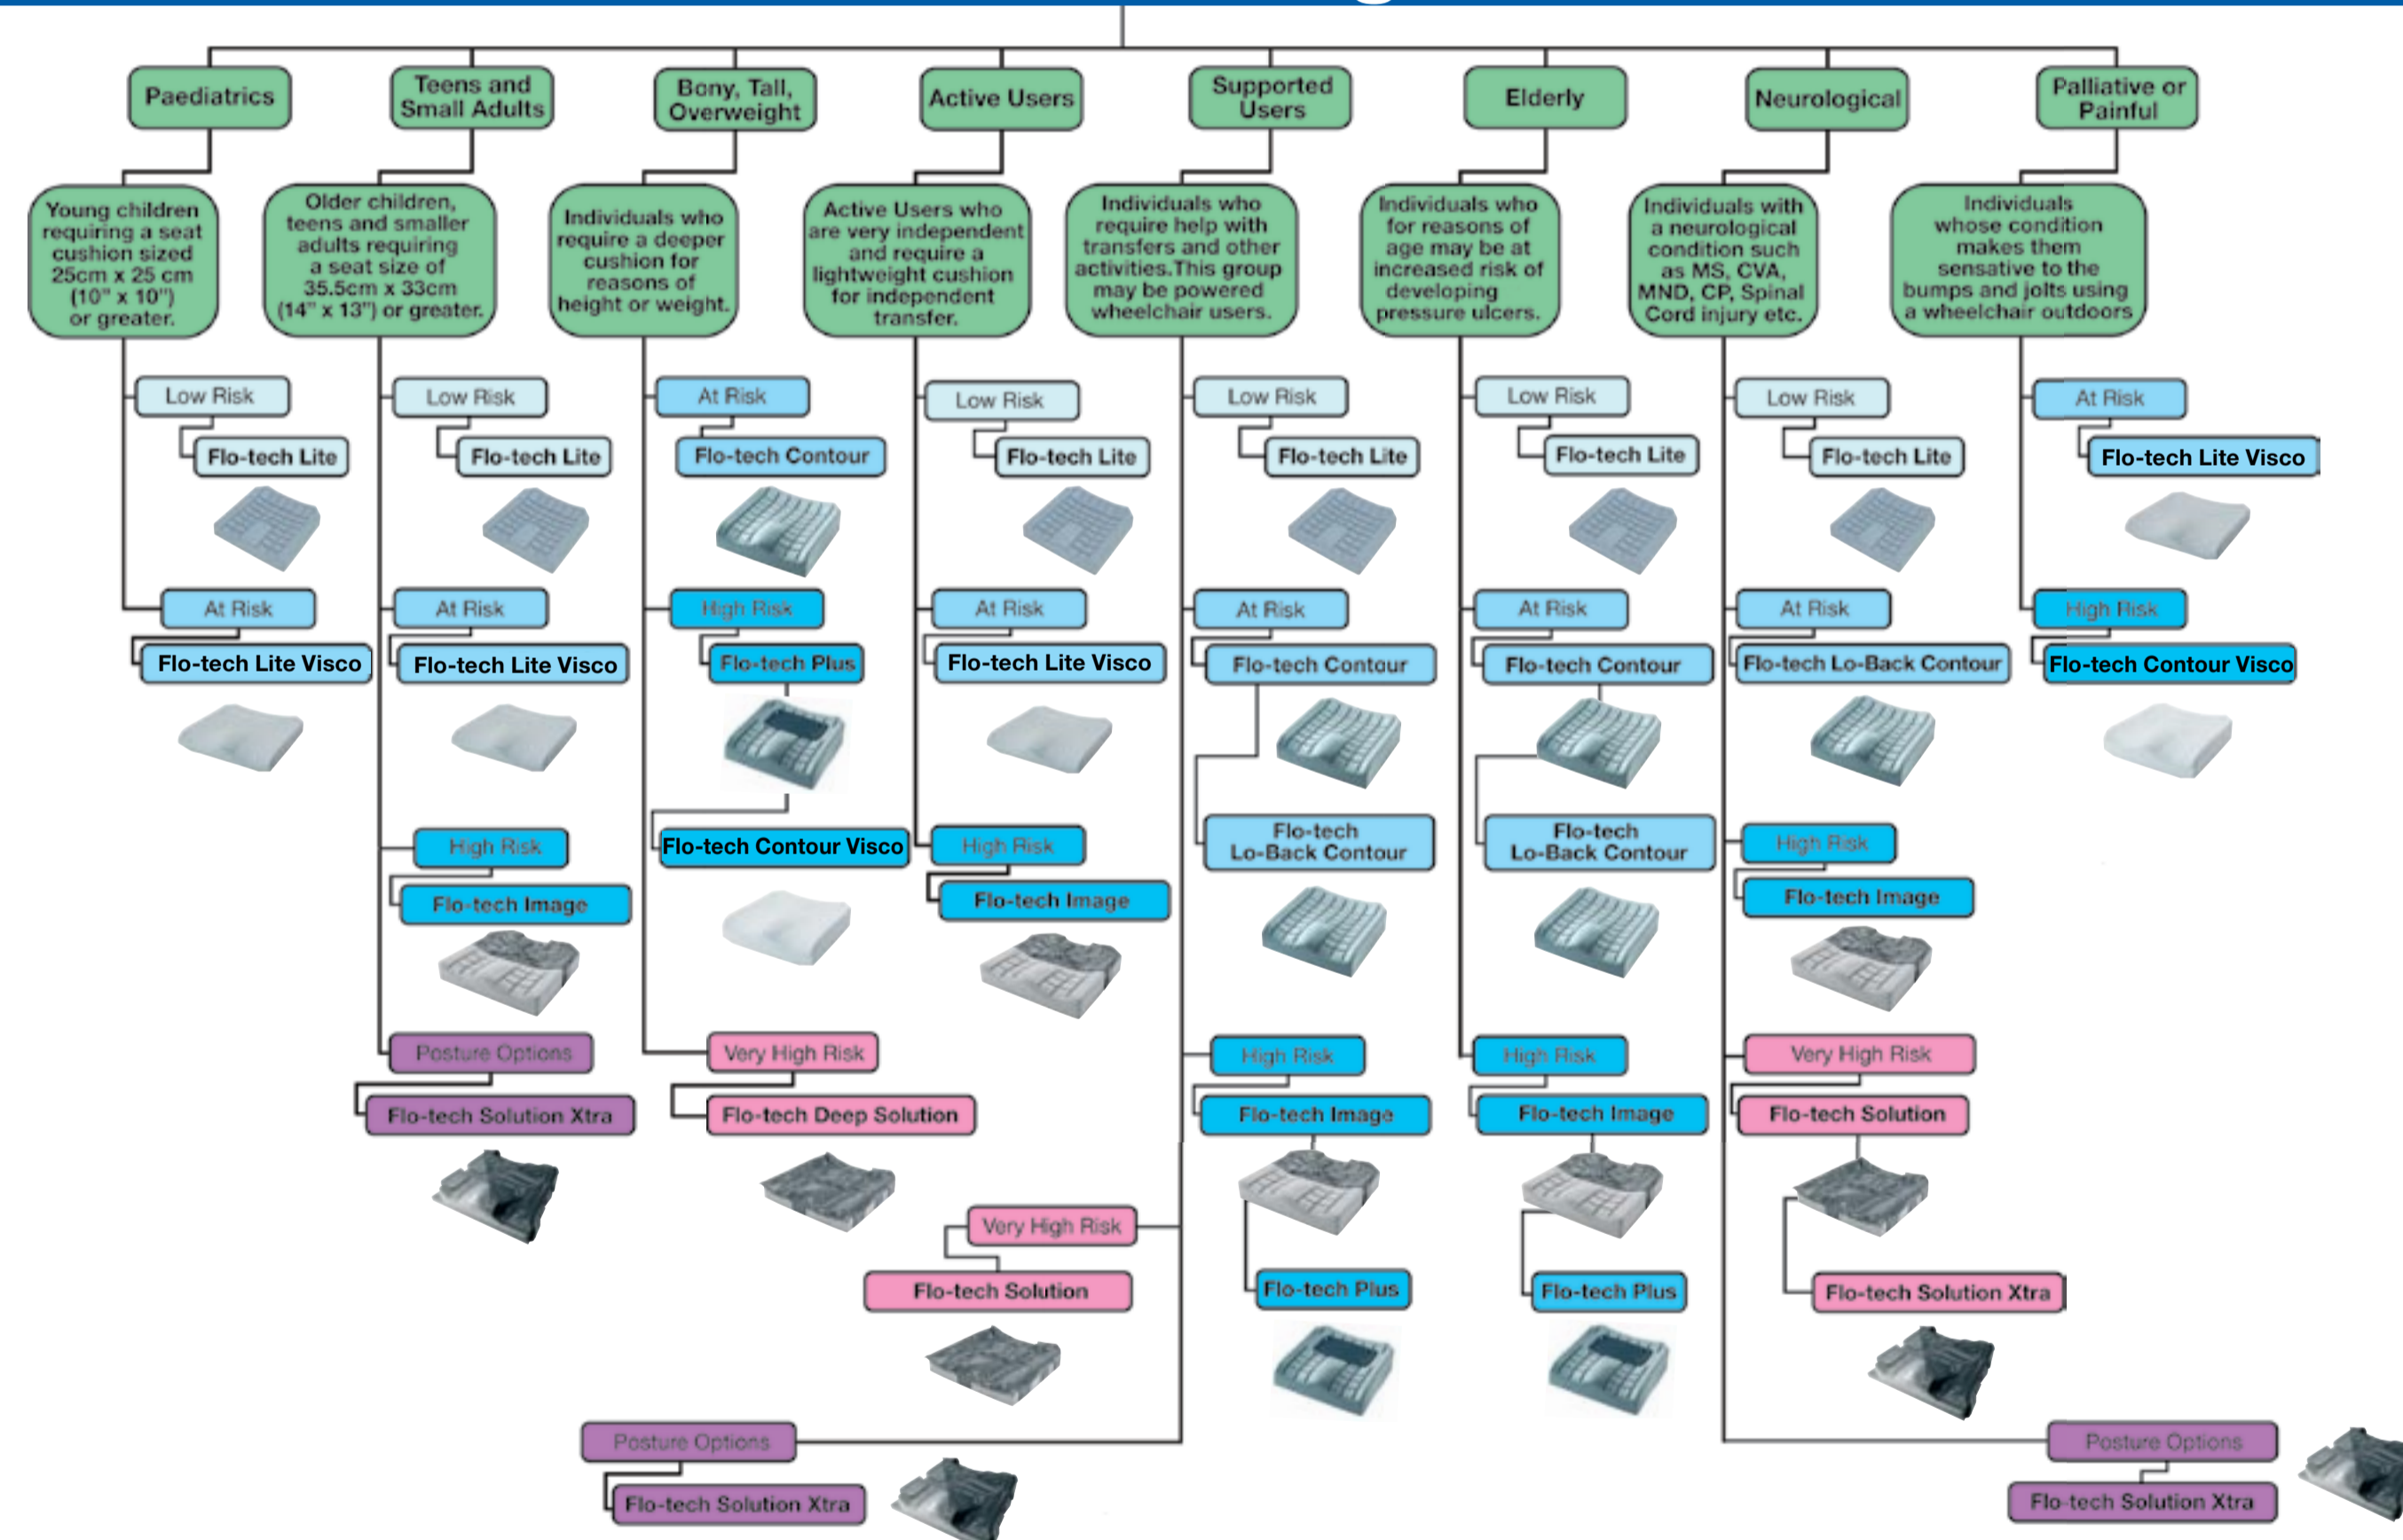 Paediatrics
Teens and
Small Adults
Bony, Tall,
Overweight
Active Users
Supported
Users
Elderly
Neurological
Palliative or
Painful
Young children
requiring a seat
cushion sized
25cm x 25 cm
(10" x 10")
or greater.
Older children,
teens and smaller
adults requiring
a seat size of
35.5cm x 33cm
(14" x 13") or greater.
Individuals who
require a deeper
cushion for
reasons of
height or weight.
Active Users who
are very independent
and require a
lightweight cushion
for independent
transfer.
Individuals who
require help with
transfers and other
activities.This group
may be powered
wheelchair users.
Individuals who
for reasons of
age may be at
increased risk of
developing
pressure ulcers.
Individuals with
a neurological
condition such
as MS, CVA,
MND, CP, Spinal
Cord injury etc.
Individuals
whose condition
makes them
sensative to the
bumps and jolts using
a wheelchair outdoors
Low Risk
Flo-tech Lite
At Risk
Flo-tech Lite Visco
Low Risk
Flo-tech Lite
At Risk
Flo-tech Lite Visco
High Risk
Flo-tech Image
Posture Options
Flo-tech Solution Xtra
At Risk
Flo-tech Contour
High Risk
Flo-tech Plus
Flo-tech Contour Visco
Very High Risk
Flo-tech Deep Solution
Low Risk
Flo-tech Lite
At Risk
Flo-tech Lite Visco
High Risk
Flo-tech Image
Low Risk
Flo-tech Lite
At Risk
Flo-tech Contour
Flo-tech
Lo-Back Contour
High Risk
Flo-tech Image
Flo-tech Plus
Very High Risk
Flo-tech Solution
Posture Options
Flo-tech Solution Xtra
Low Risk
Flo-tech Lite
At Risk
Flo-tech Contour
Flo-tech
Lo-Back Contour
High Risk
Flo-tech Image
Flo-tech Plus
Low Risk
Flo-tech Lite
At Risk
Flo-tech Lo-Back Contour
High Risk
Flo-tech Image
Very High Risk
Flo-tech Solution
Flo-tech Solution Xtra
Posture Options
Flo-tech Solution Xtra
At Risk
Flo-tech Lite Visco
High Risk
Flo-tech Contour Visco